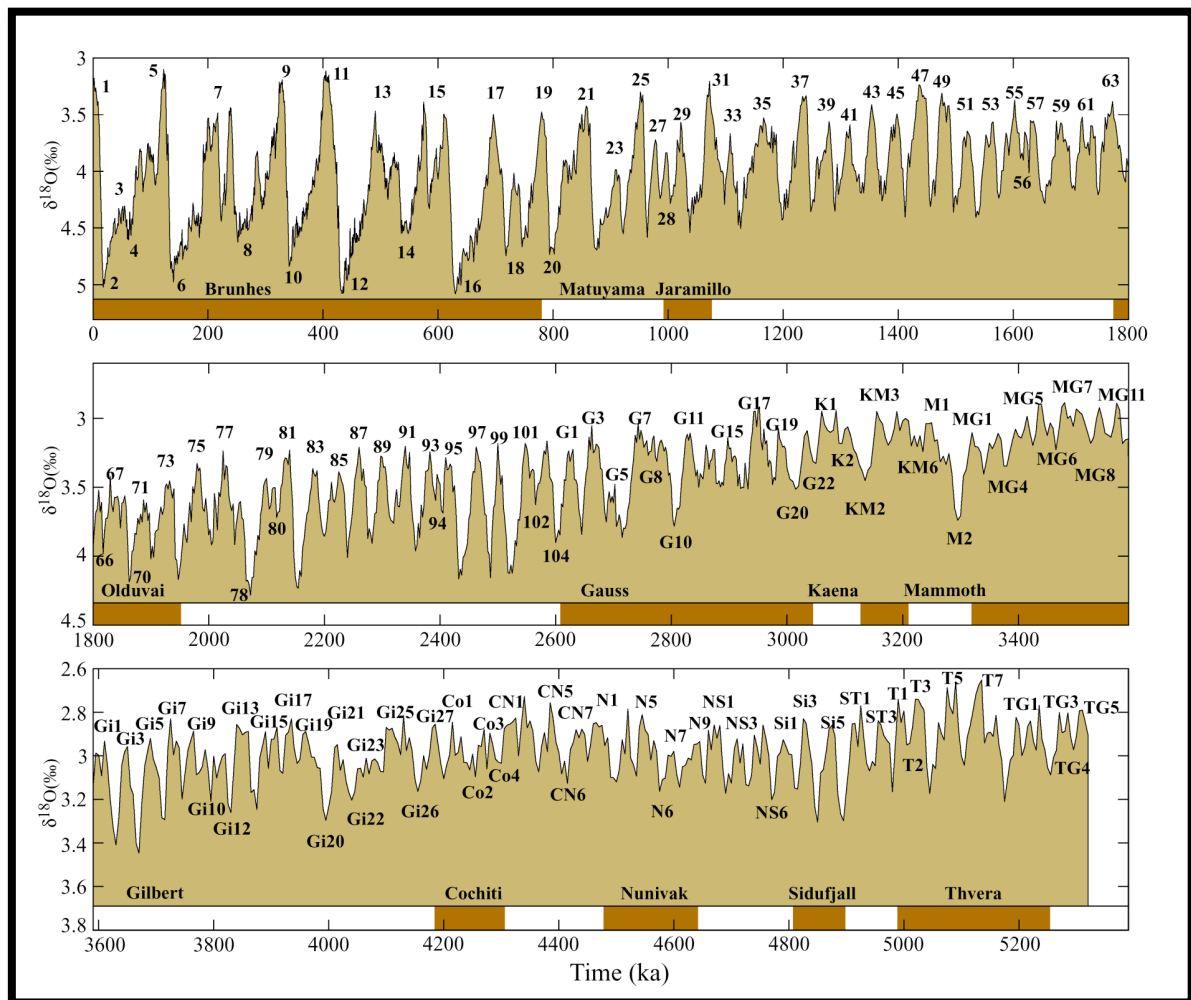 3
3.5
4
4.5
5
δ18O(‰)
1 5 7 9 11 13 15 17 19 21 23 25 27 29 31 33 35 37 39 41 43 45 47 49 51 53 55 57 59 61 63
3 56
2 4 6 8 10 12 14 16 18 20 28
Brunhes Matuyama Jaramillo
0 200 400 600 800 1000 1200 1400 1600 1800
3
3.5
4
4.5
δ18O(‰)
67 71 73 75 77 79 81 83 85 87 89 91 93 95 97 99 101 G1 G3 G5 G7 G11 G15 G17 G19 K1 KM3 M1 MG1 MG5 MG7 MG11
66 70 78 80 94 102 104 G8 G10 G20 G22 K2 KM2 KM6 M2 MG4 MG6 MG8
Olduvai Gauss Kaena Mammoth
1800 2000 2200 2400 2600 2800 3000 3200 3400
2.6
2.8
3
3.2
3.4
3.6
3.8
δ18O(‰)
Gi1 Gi3 Gi5 Gi7 Gi9 Gi13 Gi15 Gi17 Gi19 Gi21 Gi23 Gi25 Gi27 Co1 Co3 CN1 CN5 CN7 N1 N5 N7 N9 NS1 NS3 Si1 Si3 Si5 ST1 ST3 T1 T3 T5 T7 TG1 TG3 TG5
Gi10 Gi12 Gi20 Gi22 Gi26 Co2 Co4 CN6 N6 NS6 T2 TG4
Gilbert Cochiti Nunivak Sidufjall Thvera
3600 3800 4000 4200 4400 4600 4800 5000 5200
Time (ka)